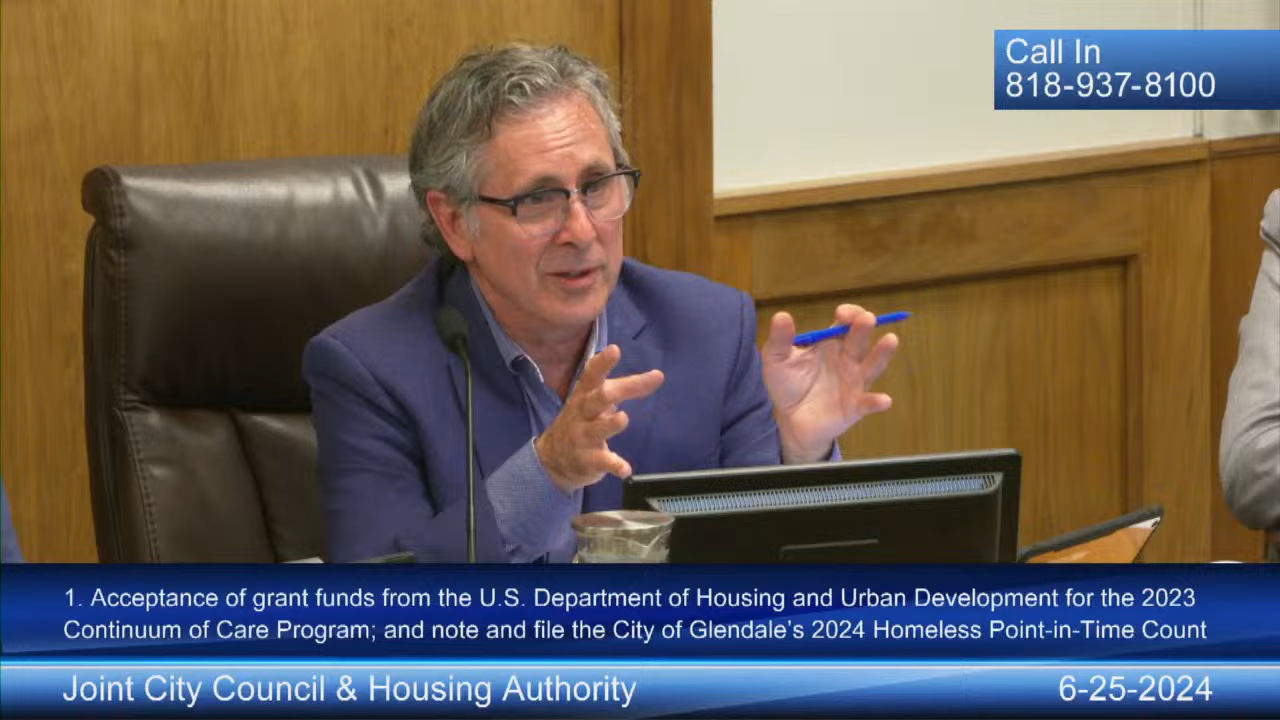 Call In
818-937-8100
1. Acceptance of grant funds from the U.S. Department of Housing and Urban Development for the 2023
Continuum of Care Program; and note and file the City of Glendale's 2024 Homeless Point-in-Time Count
Joint City Council & Housing Authority
6-25-2024